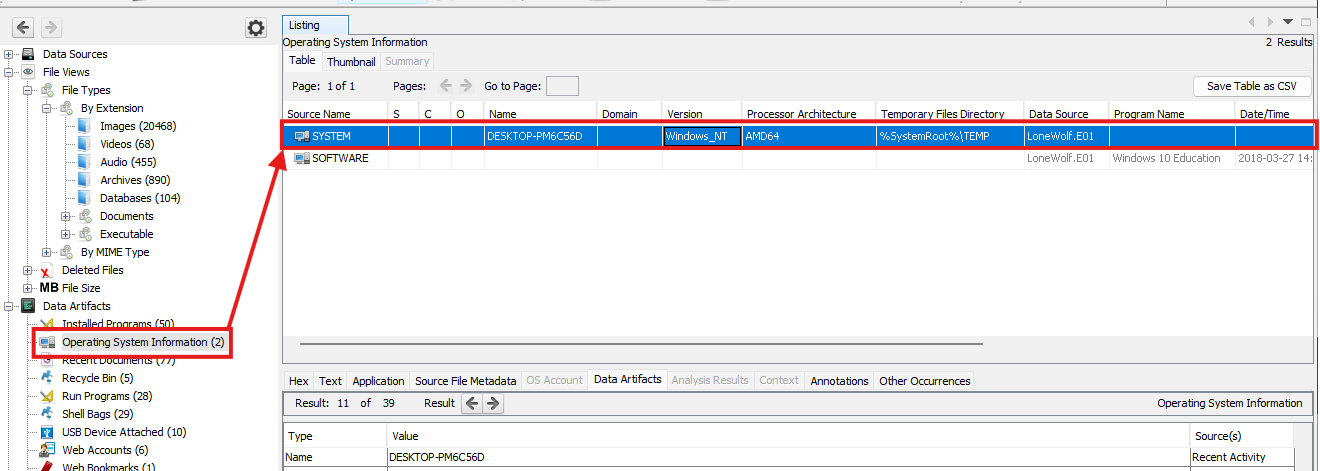 Data Sources
File Views
File Types
By Extension
Images (20468)
Videos (68)
Audio (455)
Archives (890)
Databases (104)
Documents
Executable
By MIME Type
Deleted Files
MB File Size
Data Artifacts
Installed Programs (50)
Operating System Information (2)
Recent Documents (77)
Recycle Bin (5)
Run Programs (28)
Shell Bags (29)
USB Device Attached (10)
Web Accounts (6)
Web Bookmarks (1)
Listing
Operating System Information 2 Results
Table Thumbnail Summary
Page: 1 of 1 Pages: Go to Page: Save Table as CSV
Source Name S C O Name Domain Version Processor Architecture Temporary Files Directory Data Source Program Name Date/Time
SYSTEM DESKTOP-PM6C56D Windows_NT AMD64 %SystemRoot%\TEMP LoneWolf.E01
SOFTWARE LoneWolf.E01 Windows 10 Education 2018-03-27 14:
Hex Text Application Source File Metadata OS Account Data Artifacts Analysis Results Context Annotations Other Occurrences
Result: 11 of 39 Result Operating System Information
Type Value Source(s)
Name DESKTOP-PM6C56D Recent Activity